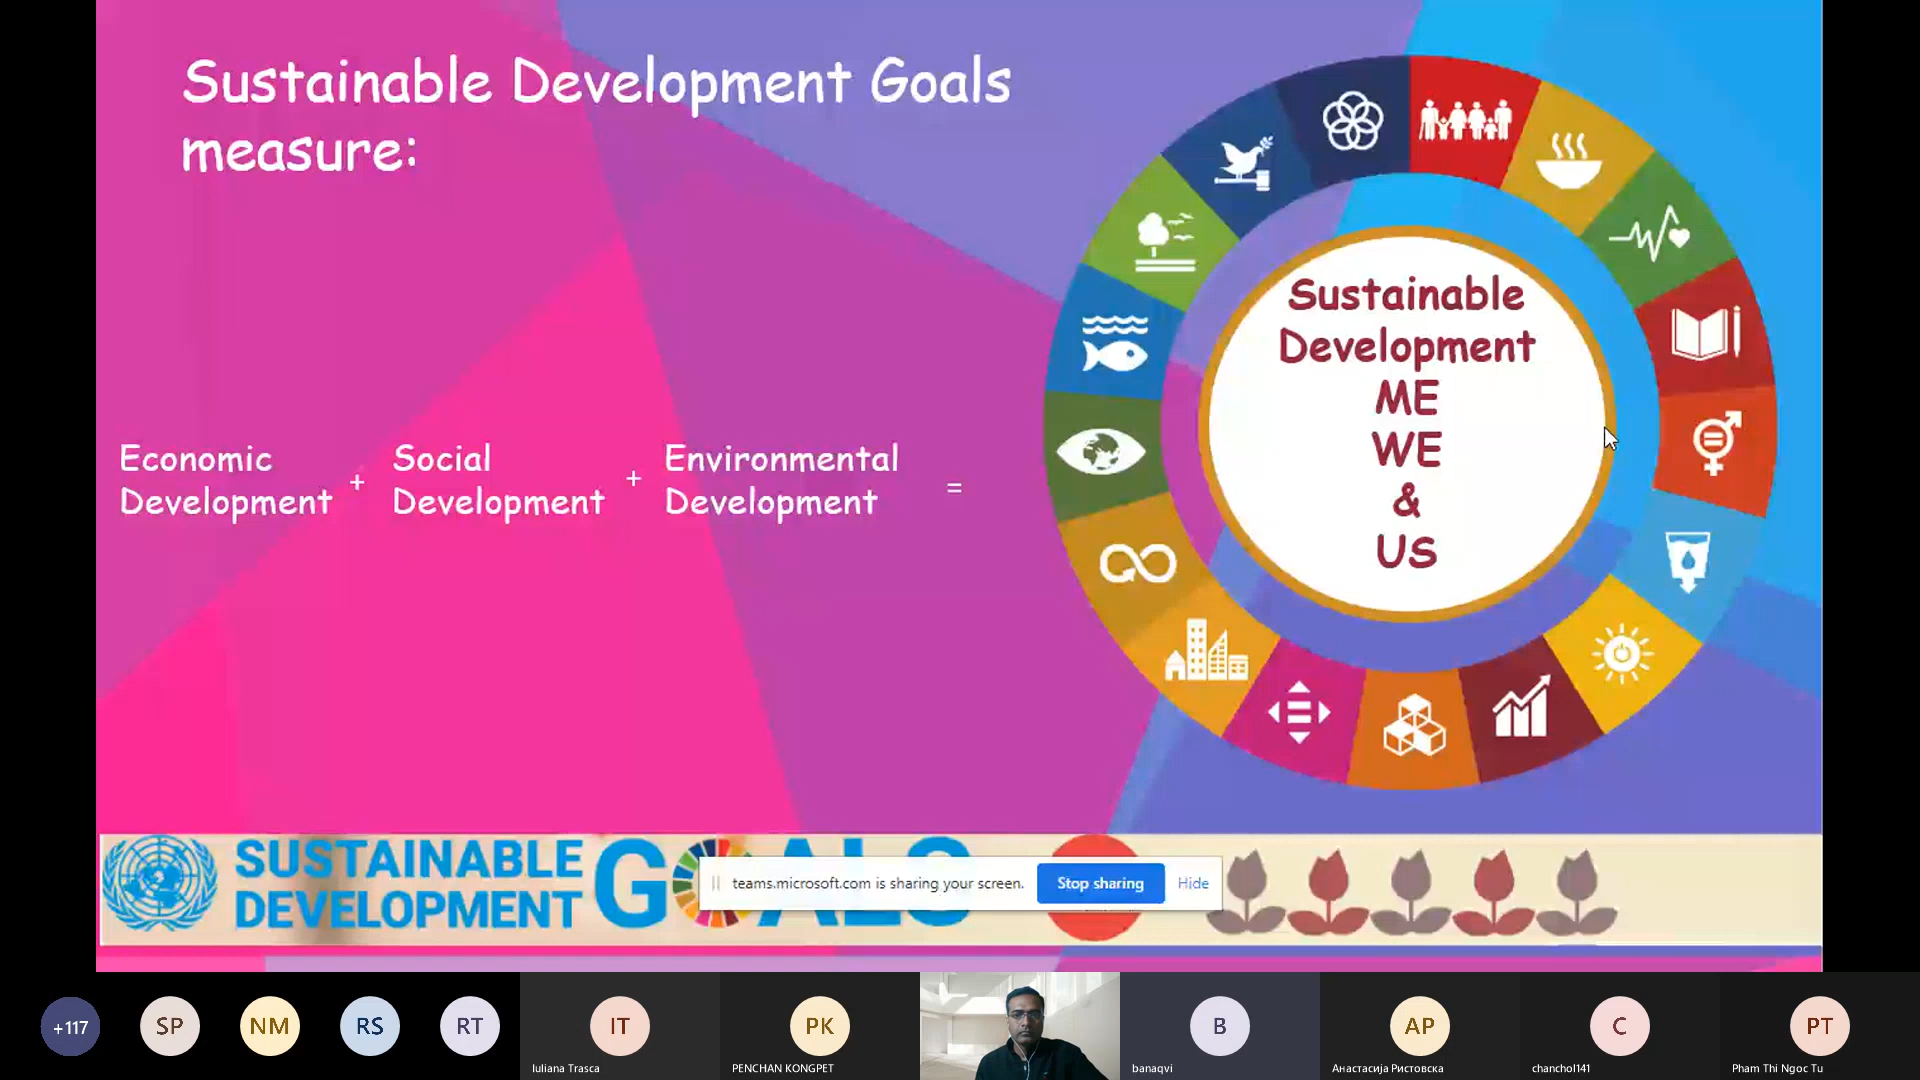 Sustainable Development Goals
measure:
Economic
Development
+
Social
Development
+
Environmental
Development
=
Sustainable
Development
ME
WE
&
US
SUSTAINABLE
DEVELOPMENT
GOALS
teams.microsoft.com is sharing your screen.
Stop sharing
Hide
+117
SP
NM
RS
RT
IT
Iuliana Trasca
PK
PENCHAN KONGPET
B
banaqvi
AP
Анастасија Ристовска
C
chanchol141
PT
Pham Thi Ngoc Tu